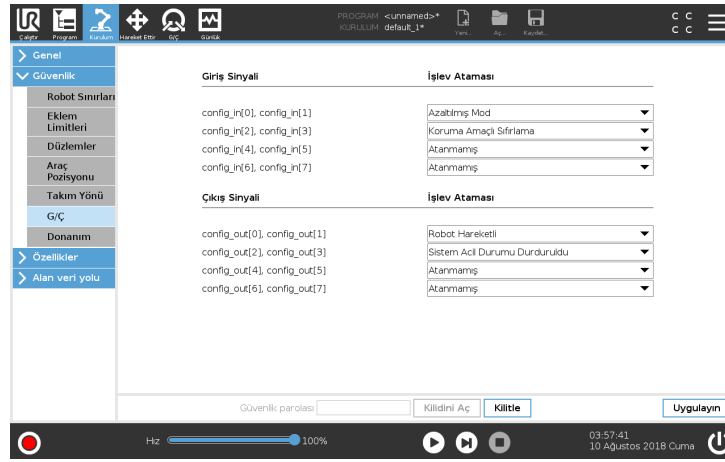 PROGRAM <unnamed>*
KURULUM default_1*
Çalıştır Program Kurulum Hareket Ettir G/Ç Günlük Yeni... Aç... Kaydet...
C C
C C
Genel
Güvenlik
Robot Sınırları
Eklem
Limitleri
Düzlemler
Araç
Pozisyonu
Takım Yönü
G/Ç
Donanım
Özellikler
Alan veri yolu
Giriş Sinyali İşlev Ataması
config_in[0], config_in[1] Azaltılmış Mod
config_in[2], config_in[3] Koruma Amaçlı Sıfırlama
config_in[4], config_in[5] Atanmamış
config_in[6], config_in[7] Atanmamış
Çıkış Sinyali İşlev Ataması
config_out[0], config_out[1] Robot Hareketli
config_out[2], config_out[3] Sistem Acil Durumu Durduruldu
config_out[4], config_out[5] Atanmamış
config_out[6], config_out[7] Atanmamış
Güvenlik parolası Kilidini Aç Kilitle Uygulayın
Hız 100% 03:57:41
10 Ağustos 2018 Cuma